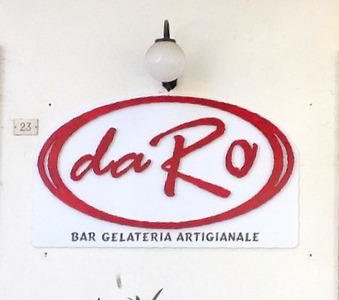 23
da Ro
BAR GELATERIA ARTIGIANALE